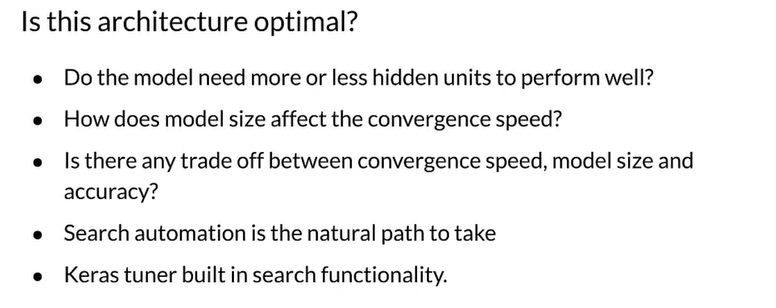 Is this architecture optimal?
● Do the model need more or less hidden units to perform well?
● How does model size affect the convergence speed?
● Is there any trade off between convergence speed, model size and
accuracy?
● Search automation is the natural path to take
● Keras tuner built in search functionality.